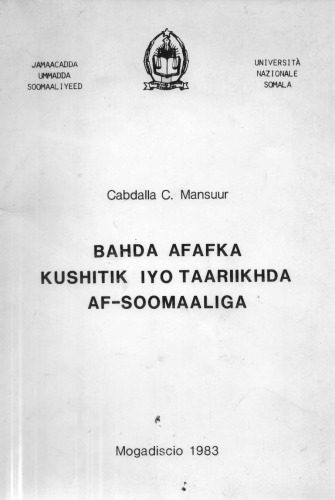 JAMAACADDA
UMMADDA
SOOMAALIYEED
UNIVERSITÀ
NAZIONALE
SOMALA
Cabdalla C. Mansuur
BAHDA AFAFKA
KUSHITIK IYO TAARIIKHDA
AF-SOOMAALIGA
Mogadiscio 1983